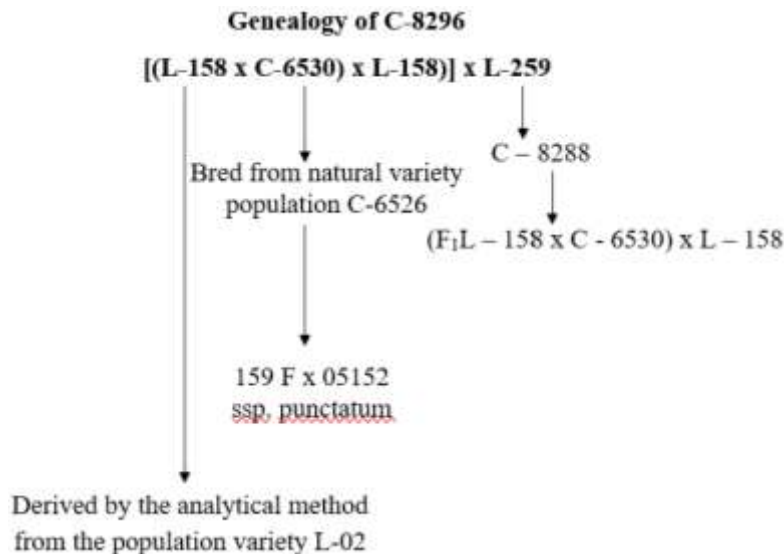 Genealogy of C-8296
[(L-158 x C-6530) x L-158)] x L-259
C – 8288
Bred from natural variety
population C-6526
(F₁L – 158 x C - 6530) x L – 158
159 F x 05152
ssp, punctatum
Derived by the analytical method
from the population variety L-02